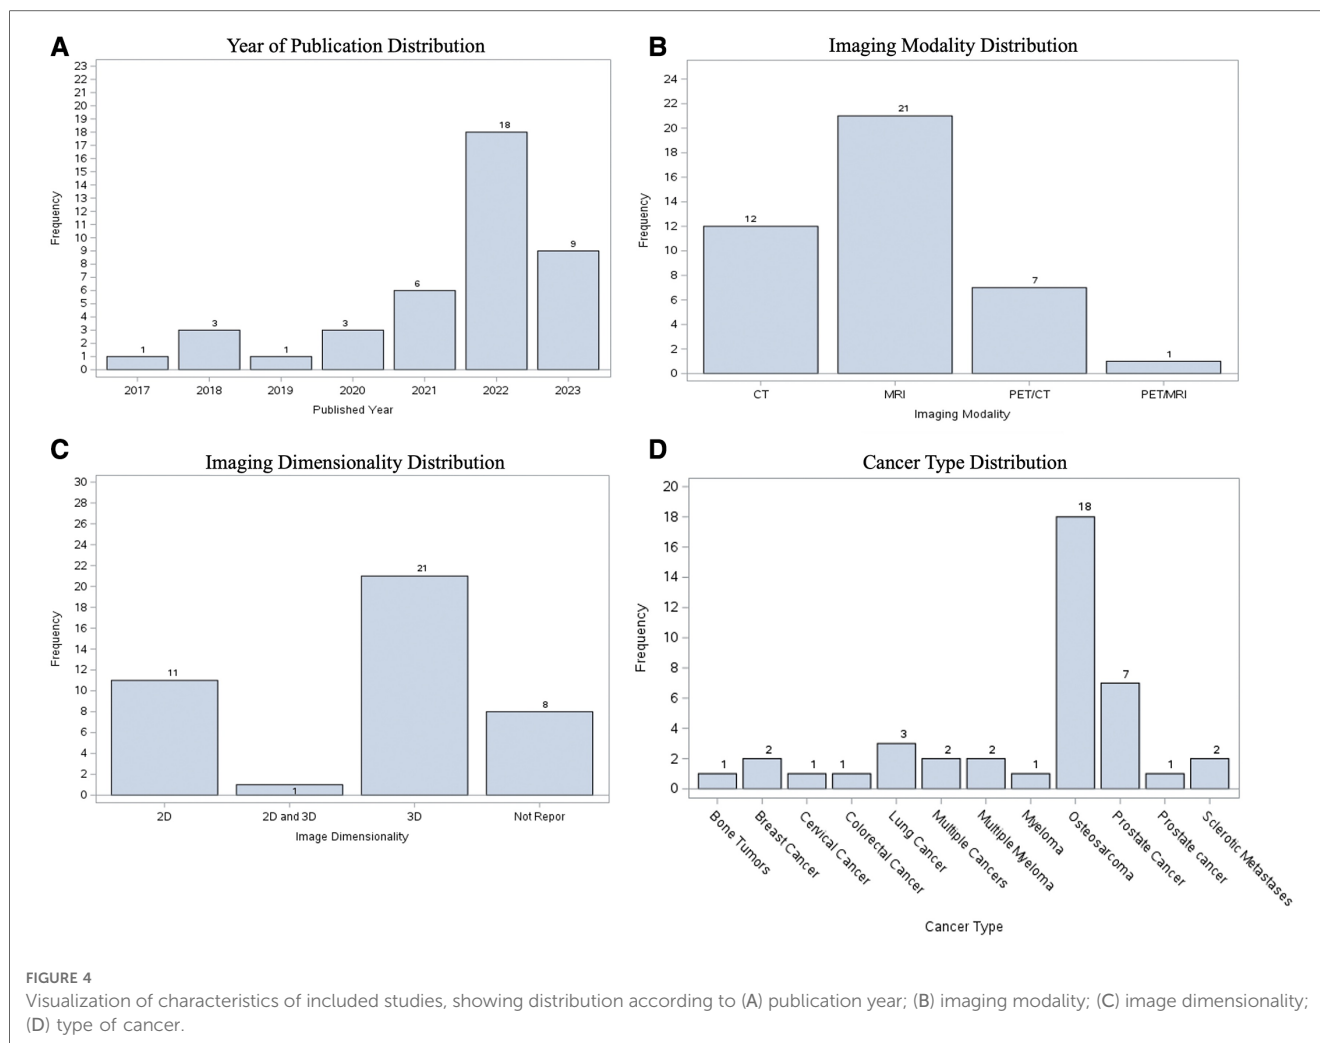 A
Year of Publication Distribution
23
22
21
20
19
18
17
16
15
14
13
12
11
10
9
8
7
6
5
4
3
2
1
0
Frequency
1
3
1
3
6
18
9
2017 2018 2019 2020 2021 2022 2023
Published Year
B
Imaging Modality Distribution
24
22
20
18
16
14
12
10
8
6
4
2
0
Frequency
12
21
7
1
CT MRI PET/CT PET/MRI
Imaging Modality
C
Imaging Dimensionality Distribution
30
28
26
24
22
20
18
16
14
12
10
8
6
4
2
0
Frequency
11
1
21
8
2D 2D and 3D 3D Not Repor
Image Dimensionality
D
Cancer Type Distribution
20
18
16
14
12
10
8
6
4
2
0
Frequency
1
2
1
1
3
2
2
1
18
7
1
2
Bone Tumors
Breast Cancer
Cervical Cancer
Colorectal Cancer
Lung Cancer
Multiple Cancers
Multiple Myeloma
Myeloma
Osteosarcoma
Prostate Cancer
Prostate cancer
Sclerotic Metastases
Cancer Type
FIGURE 4
Visualization of characteristics of included studies, showing distribution according to (A) publication year; (B) imaging modality; (C) image dimensionality;
(D) type of cancer.